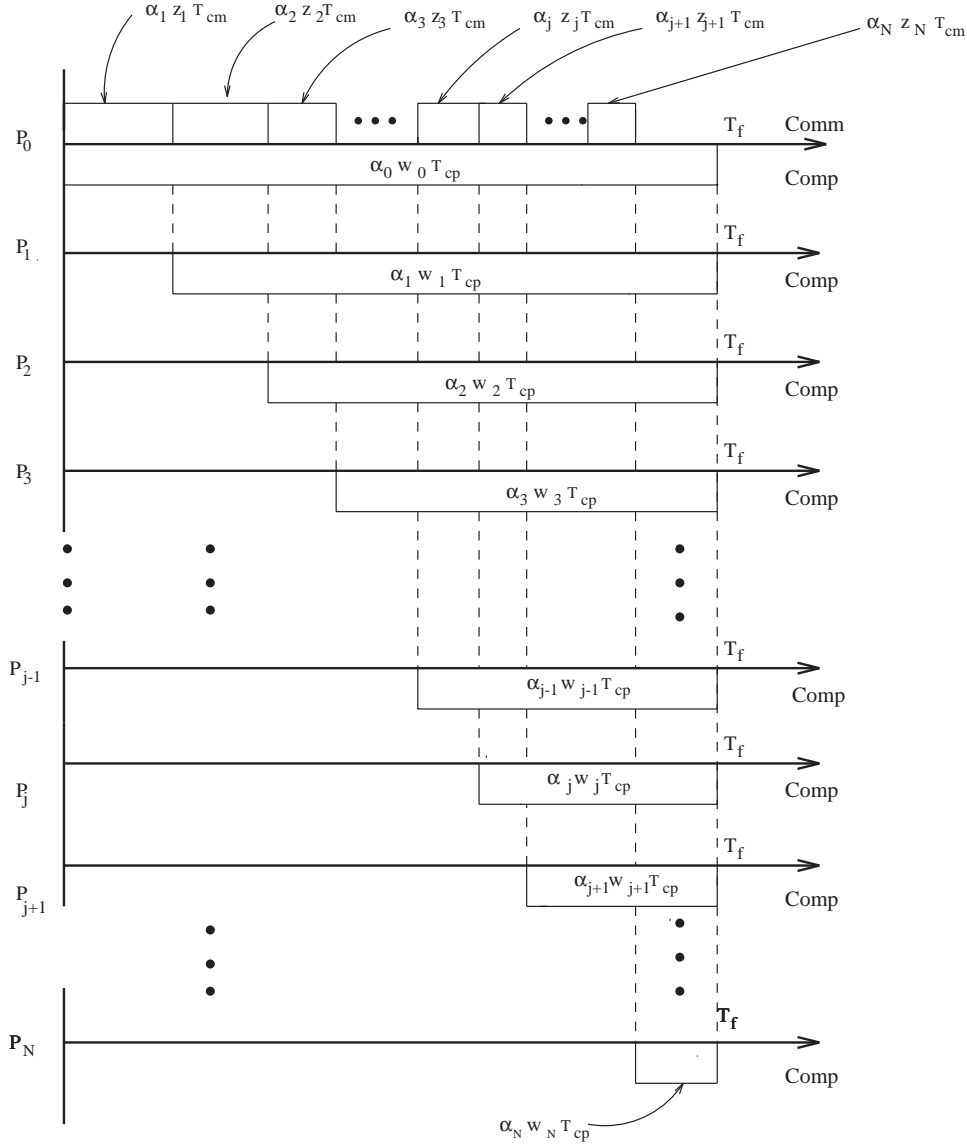 α1 z1 Tcm
α2 z2 Tcm
α3 z3 Tcm
αj zj Tcm
αj+1 zj+1 Tcm
αN zN Tcm
P0
Tf
Comm
α0 w0 Tcp
Comp
P1
Tf
α1 w1 Tcp
Comp
P2
Tf
α2 w2 Tcp
Comp
P3
Tf
α3 w3 Tcp
Comp
Pj-1
Tf
αj-1 wj-1 Tcp
Comp
Pj
Tf
αj wj Tcp
Comp
Pj+1
Tf
αj+1 wj+1 Tcp
Comp
PN
Tf
Comp
αN wN Tcp